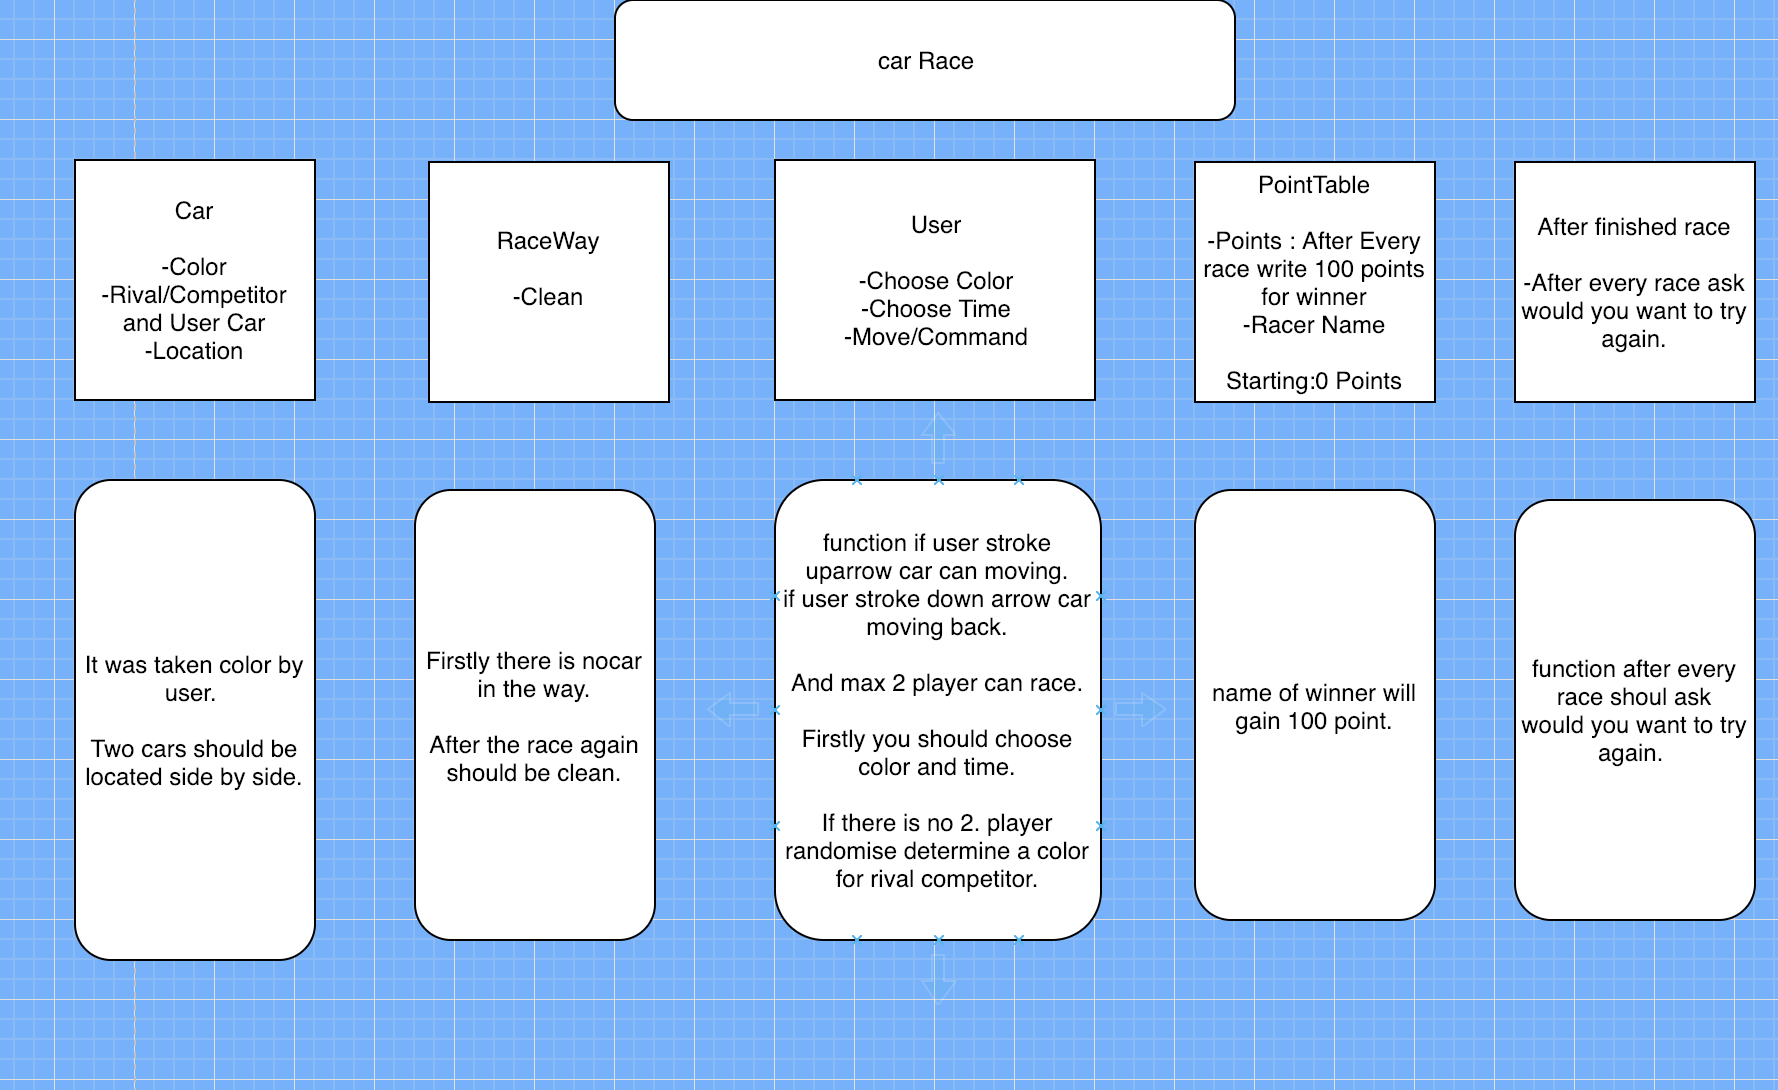 car Race
Car
-Color
-Rival/Competitor
and User Car
-Location
RaceWay
-Clean
User
-Choose Color
-Choose Time
-Move/Command
PointTable
-Points : After Every
race write 100 points
for winner
-Racer Name
Starting:0 Points
After finished race
-After every race ask
would you want to try
again.
It was taken color by
user.
Two cars should be
located side by side.
Firstly there is nocar
in the way.
After the race again
should be clean.
function if user stroke
uparrow car can moving.
if user stroke down arrow car
moving back.
And max 2 player can race.
Firstly you should choose
color and time.
If there is no 2. player
randomise determine a color
for rival competitor.
name of winner will
gain 100 point.
function after every
race shoul ask
would you want to try
again.